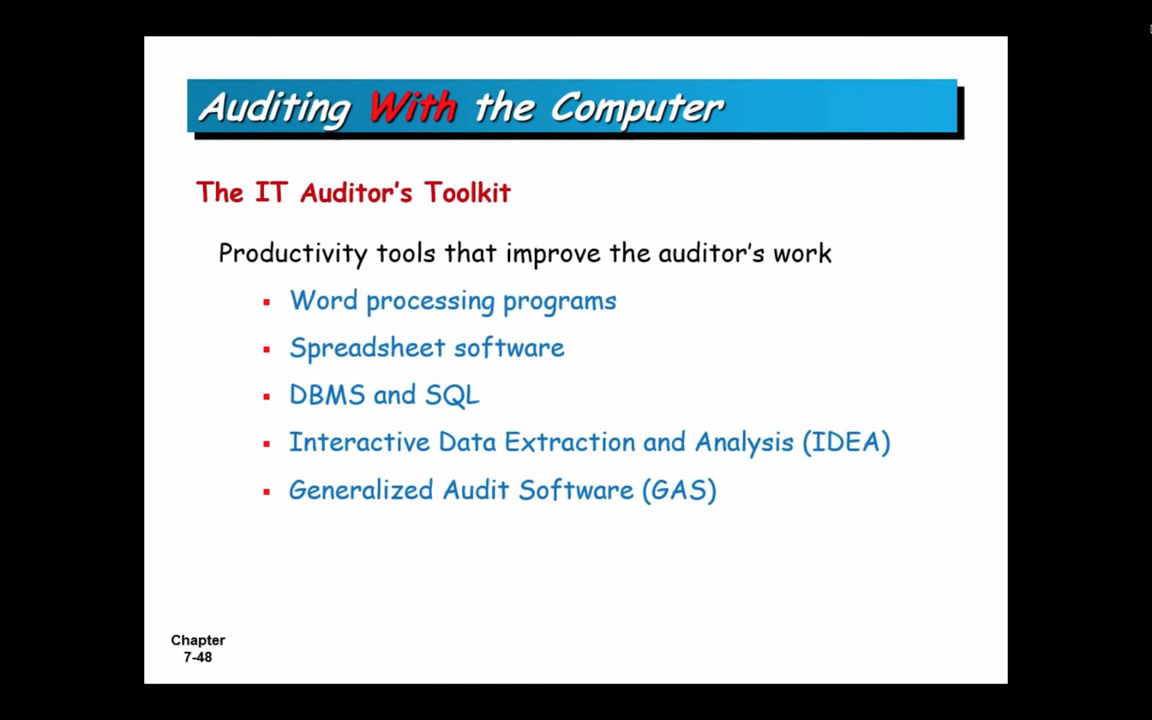 Auditing With the Computer
The IT Auditor's Toolkit
Productivity tools that improve the auditor's work
▪ Word processing programs
▪ Spreadsheet software
▪ DBMS and SQL
▪ Interactive Data Extraction and Analysis (IDEA)
▪ Generalized Audit Software (GAS)
Chapter
7-48